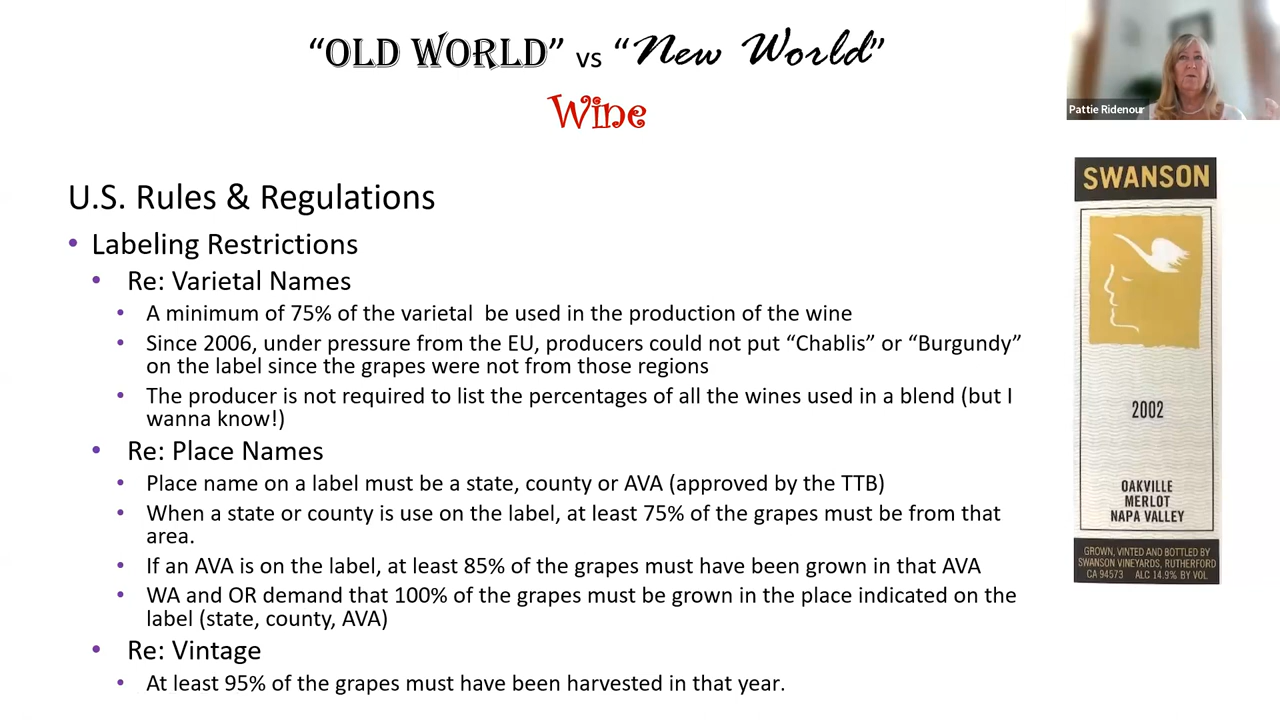 “OLD WORLD” vs “New World”
Wine
Pattie Ridenour
U.S. Rules & Regulations
• Labeling Restrictions
• Re: Varietal Names
• A minimum of 75% of the varietal be used in the production of the wine
• Since 2006, under pressure from the EU, producers could not put “Chablis” or “Burgundy”
on the label since the grapes were not from those regions
• The producer is not required to list the percentages of all the wines used in a blend (but I
wanna know!)
• Re: Place Names
• Place name on a label must be a state, county or AVA (approved by the TTB)
• When a state or county is use on the label, at least 75% of the grapes must be from that
area.
• If an AVA is on the label, at least 85% of the grapes must have been grown in that AVA
• WA and OR demand that 100% of the grapes must be grown in the place indicated on the
label (state, county, AVA)
• Re: Vintage
• At least 95% of the grapes must have been harvested in that year.
SWANSON
2002
OAKVILLE
MERLOT
NAPA VALLEY
GROWN, VINTED AND BOTTLED BY
SWANSON VINEYARDS, RUTHERFORD
CA 94573 ALC 14.9% BY VOL